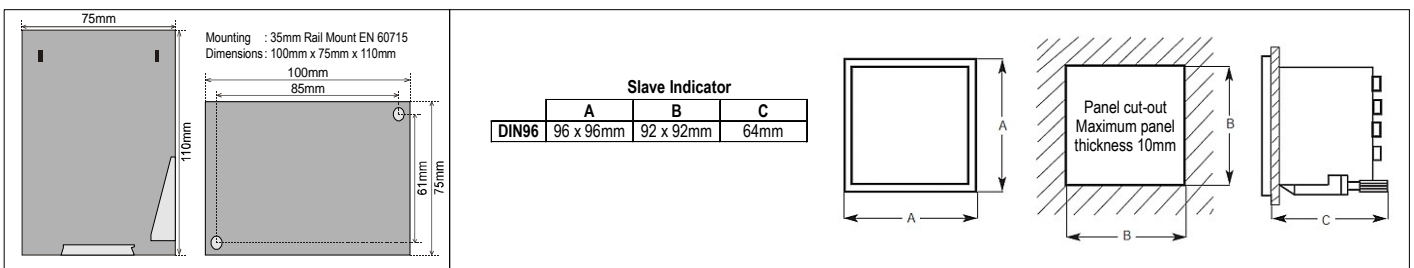 75mm
110mm
Mounting : 35mm Rail Mount EN 60715
Dimensions : 100mm x 75mm x 110mm
100mm
85mm
61mm
75mm
Slave Indicator
A B C
DIN96 96 x 96mm 92 x 92mm 64mm
A
A
Panel cut-out
Maximum panel
thickness 10mm
B
B
C